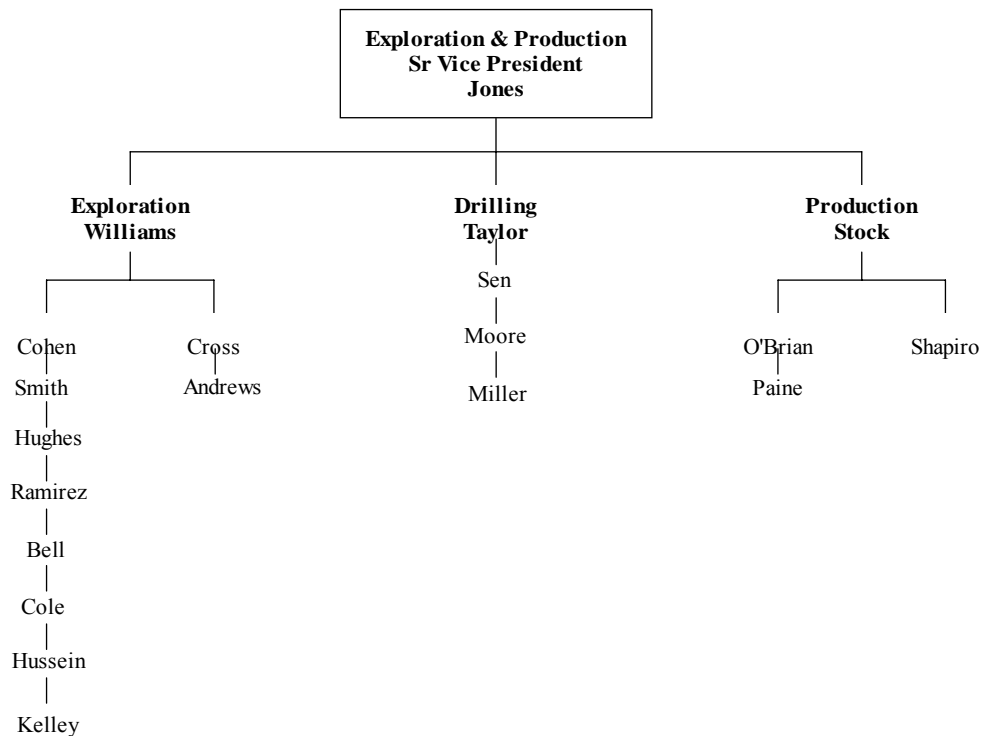 Exploration & Production
Sr Vice President
Jones
Exploration
Williams
Drilling
Taylor
Production
Stock
Cohen
Smith
Hughes
Ramirez
Bell
Cole
Hussein
Kelley
Cross
Andrews
Sen
Moore
Miller
O'Brian
Paine
Shapiro